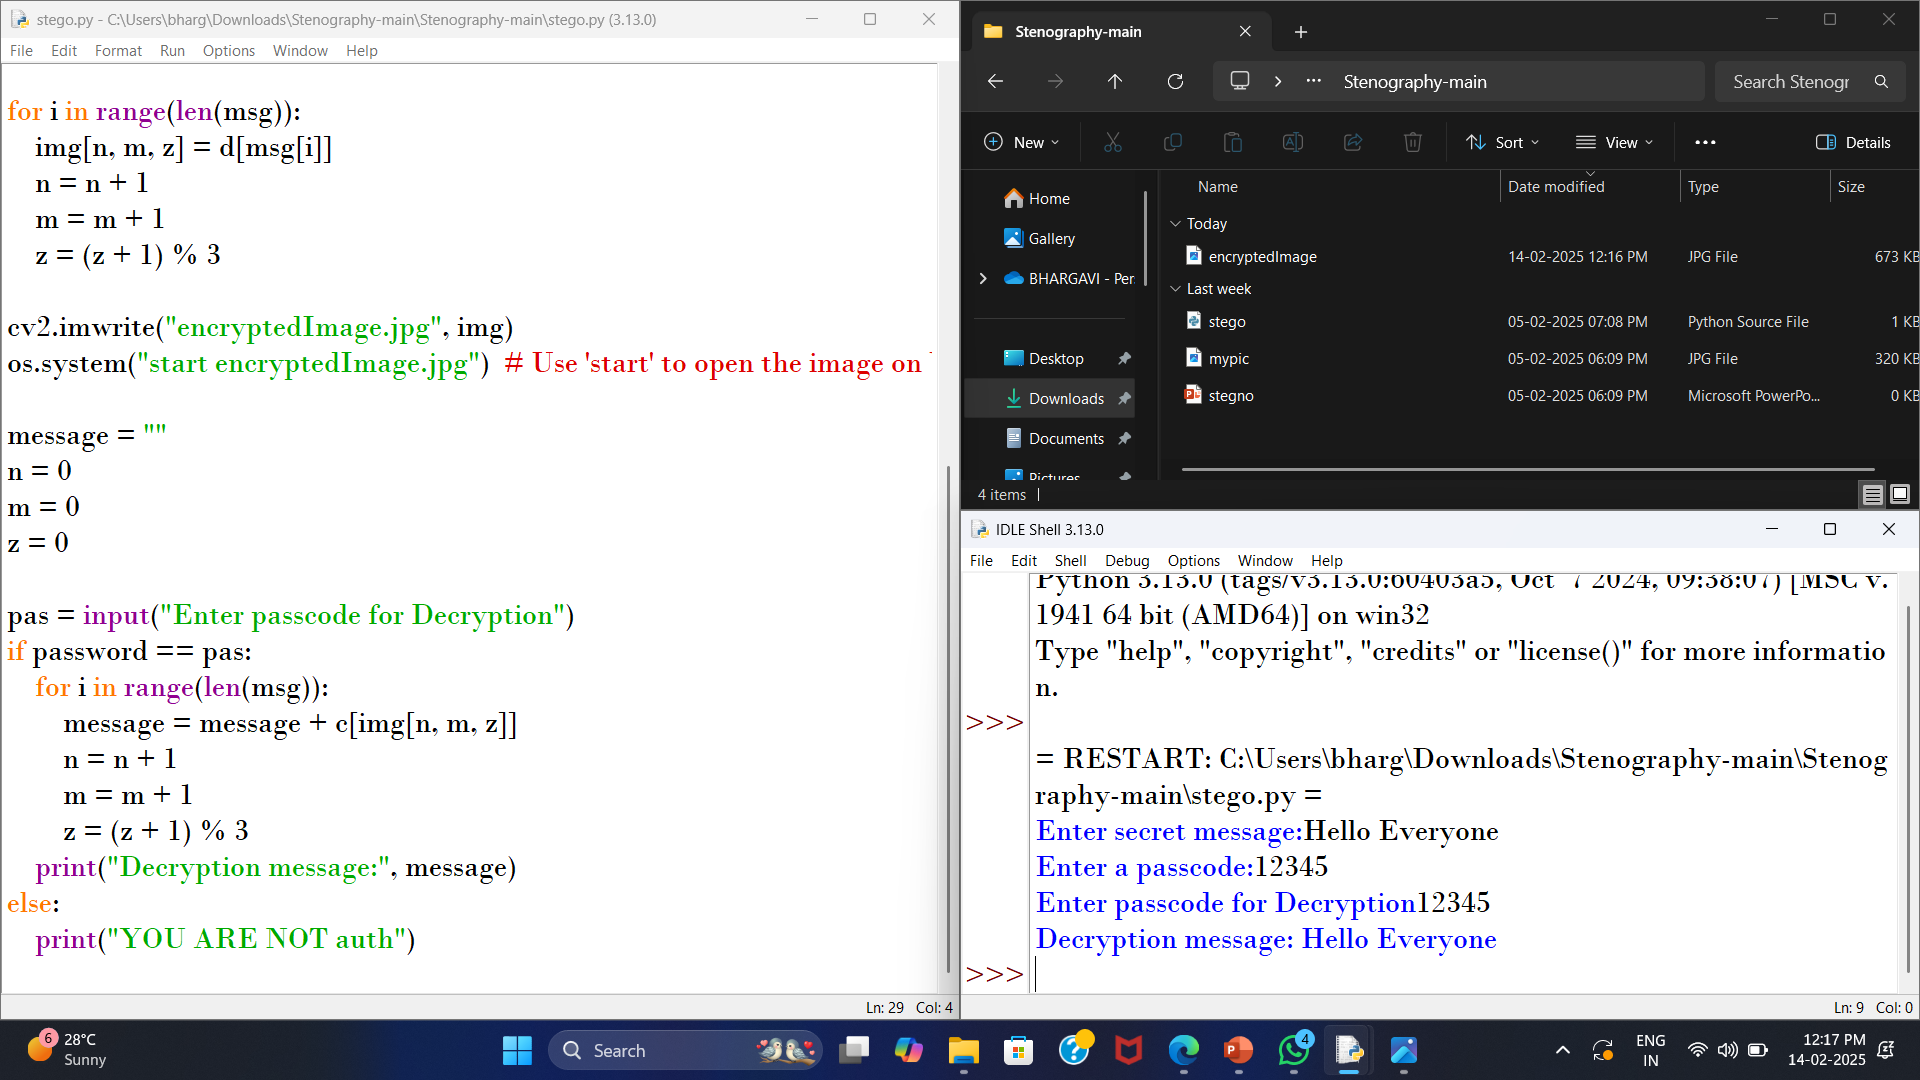 stego.py - C:\Users\bharg\Downloads\Stenography-main\Stenography-main\stego.py (3.13.0)
File Edit Format Run Options Window Help
for i in range(len(msg)):
    img[n, m, z] = d[msg[i]]
    n = n + 1
    m = m + 1
    z = (z + 1) % 3
cv2.imwrite("encryptedImage.jpg", img)
os.system("start encryptedImage.jpg")  # Use 'start' to open the image on
message = ""
n = 0
m = 0
z = 0
pas = input("Enter passcode for Decryption")
if password == pas:
    for i in range(len(msg)):
        message = message + c[img[n, m, z]]
        n = n + 1
        m = m + 1
        z = (z + 1) % 3
    print("Decryption message:", message)
else:
    print("YOU ARE NOT auth")
Ln: 29 Col: 4
Stenography-main
Stenography-main
Search Stenogr
New Sort View Details
Home
Gallery
BHARGAVI - Per
Desktop
Downloads
Documents
Pictures
Name Date modified Type Size
Today
encryptedImage 14-02-2025 12:16 PM JPG File 673 KB
Last week
stego 05-02-2025 07:08 PM Python Source File 1 KB
mypic 05-02-2025 06:09 PM JPG File 320 KB
stegno 05-02-2025 06:09 PM Microsoft PowerPo... 0 KB
4 items
IDLE Shell 3.13.0
File Edit Shell Debug Options Window Help
Python 3.13.0 (tags/v3.13.0:60403a5, Oct  7 2024, 09:38:07) [MSC v.
1941 64 bit (AMD64)] on win32
Type "help", "copyright", "credits" or "license()" for more informatio
n.
>>>
= RESTART: C:\Users\bharg\Downloads\Stenography-main\Stenog
raphy-main\stego.py =
Enter secret message:Hello Everyone
Enter a passcode:12345
Enter passcode for Decryption12345
Decryption message: Hello Everyone
>>>
Ln: 9 Col: 0
6
28°C
Sunny
Search
4
ENG
IN
12:17 PM
14-02-2025